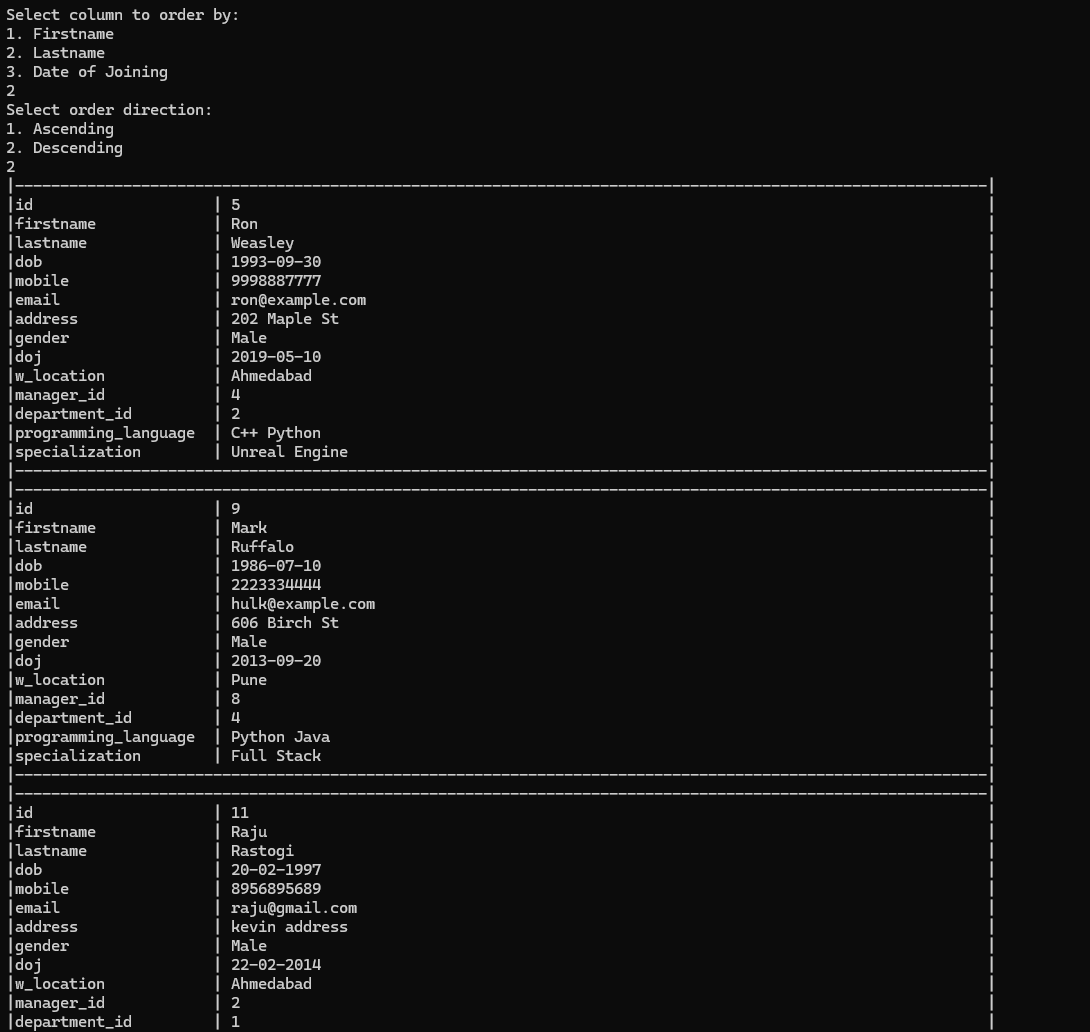 Select column to order by:
1. Firstname
2. Lastname
3. Date of Joining
2
Select order direction:
1. Ascending
2. Descending
2
|------------------------------------------------------------------------------------------------------------|
|id                    | 5                                                                                   |
|firstname             | Ron                                                                                 |
|lastname              | Weasley                                                                             |
|dob                   | 1993-09-30                                                                          |
|mobile                | 9998887777                                                                          |
|email                 | ron@example.com                                                                     |
|address               | 202 Maple St                                                                        |
|gender                | Male                                                                                |
|doj                   | 2019-05-10                                                                          |
|w_location            | Ahmedabad                                                                           |
|manager_id            | 4                                                                                   |
|department_id         | 2                                                                                   |
|programming_language  | C++ Python                                                                          |
|specialization        | Unreal Engine                                                                       |
|------------------------------------------------------------------------------------------------------------|
|------------------------------------------------------------------------------------------------------------|
|id                    | 9                                                                                   |
|firstname             | Mark                                                                                |
|lastname              | Ruffalo                                                                             |
|dob                   | 1986-07-10                                                                          |
|mobile                | 2223334444                                                                          |
|email                 | hulk@example.com                                                                    |
|address               | 606 Birch St                                                                        |
|gender                | Male                                                                                |
|doj                   | 2013-09-20                                                                          |
|w_location            | Pune                                                                                |
|manager_id            | 8                                                                                   |
|department_id         | 4                                                                                   |
|programming_language  | Python Java                                                                         |
|specialization        | Full Stack                                                                          |
|------------------------------------------------------------------------------------------------------------|
|------------------------------------------------------------------------------------------------------------|
|id                    | 11                                                                                  |
|firstname             | Raju                                                                                |
|lastname              | Rastogi                                                                             |
|dob                   | 20-02-1997                                                                          |
|mobile                | 8956895689                                                                          |
|email                 | raju@gmail.com                                                                      |
|address               | kevin address                                                                       |
|gender                | Male                                                                                |
|doj                   | 22-02-2014                                                                          |
|w_location            | Ahmedabad                                                                           |
|manager_id            | 2                                                                                   |
|department_id         | 1                                                                                   |